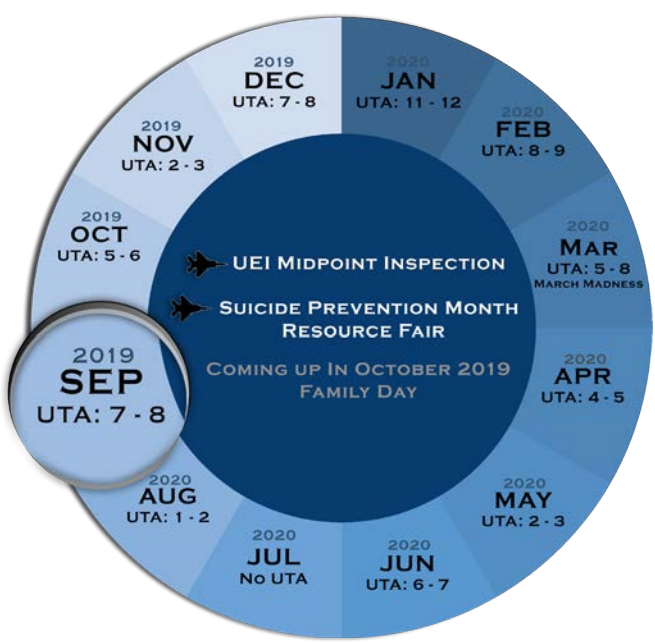 2019
DEC
UTA: 7 - 8
2020
JAN
UTA: 11 - 12
2020
FEB
UTA: 8 - 9
2020
MAR
UTA: 5 - 8
MARCH MADNESS
2020
APR
UTA: 4 - 5
2020
MAY
UTA: 2 - 3
2020
JUN
UTA: 6 - 7
2020
JUL
NO UTA
2020
AUG
UTA: 1 - 2
2019
SEP
UTA: 7 - 8
2019
OCT
UTA: 5 - 6
2019
NOV
UTA: 2 - 3
UEI MIDPOINT INSPECTION
SUICIDE PREVENTION MONTH
RESOURCE FAIR
COMING UP IN OCTOBER 2019
FAMILY DAY